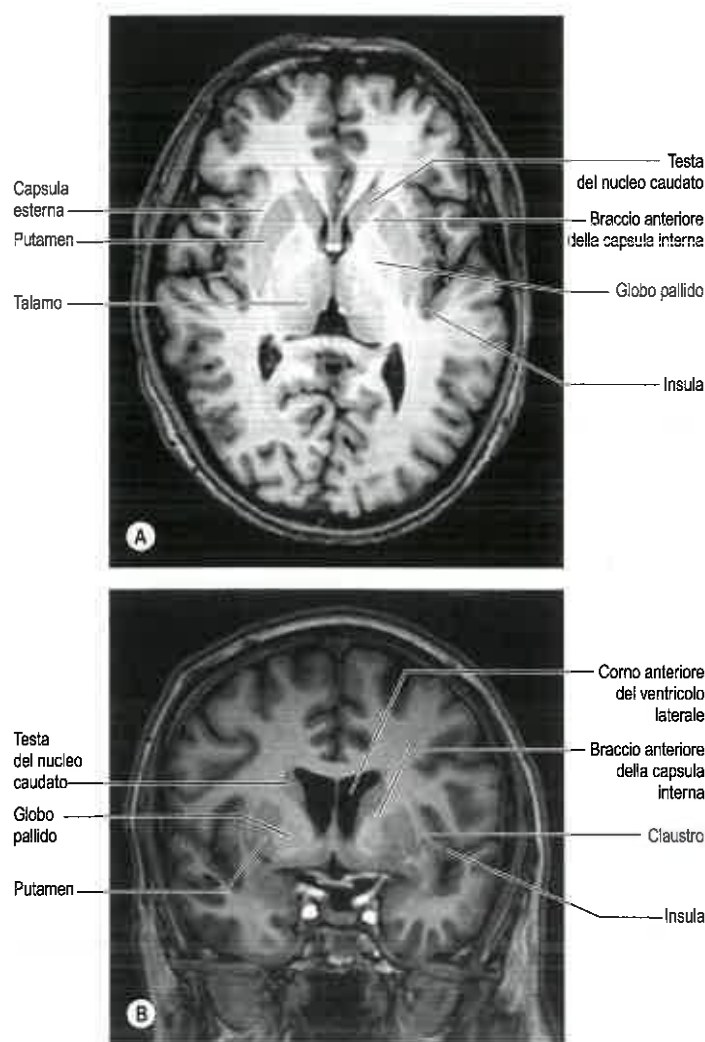 Capsula
esterna
Putamen
Talamo
Testa
del nucleo caudato
Braccio anteriore
della capsula interna
Globo pallido
Insula
A
Testa
del nucleo
caudato
Globo
pallido
Putamen
Corno anteriore
del ventricolo
laterale
Braccio anteriore
della capsula
interna
Claustro
Insula
B